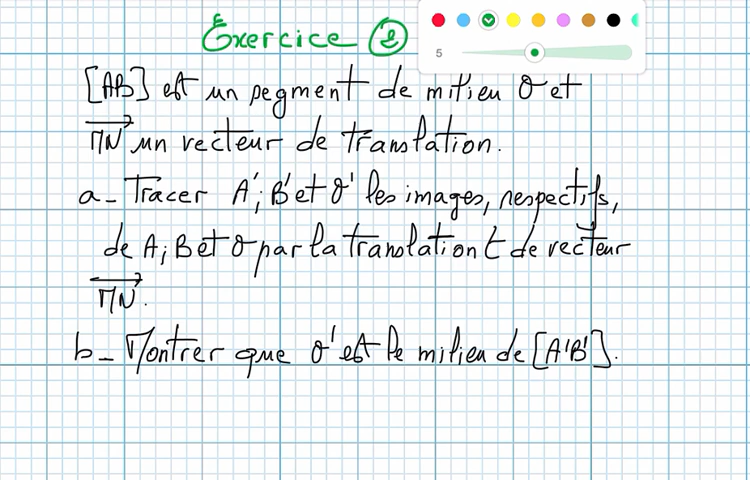 Exercice 2
5
[AB] est un segment de milieu O et
MN un vecteur de translation.
a- Tracer A'; B' et O' les images, respectifs,
de A; B et O par la translation t de vecteur
MN.
b- Montrer que O' est le milieu de [A'B'].